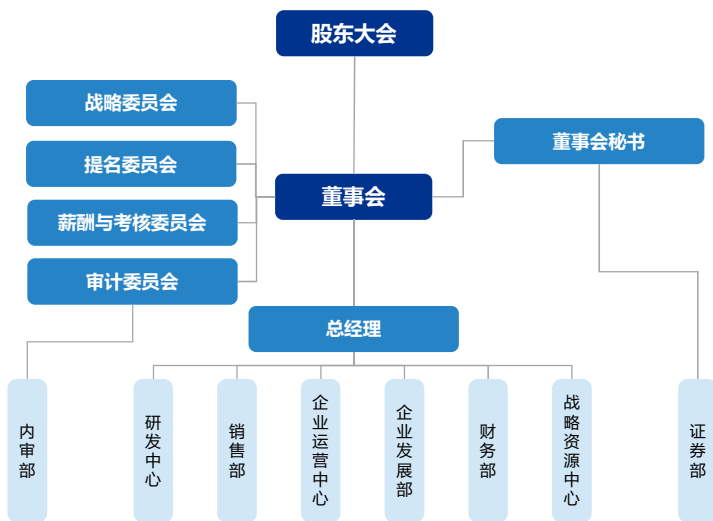 股东大会
战略委员会
董事会秘书
提名委员会
董事会
薪酬与考核委员会
审计委员会
总经理
内审部
研发中心
销售部
企业运营中心
企业发展部
财务部
战略资源中心
证券部